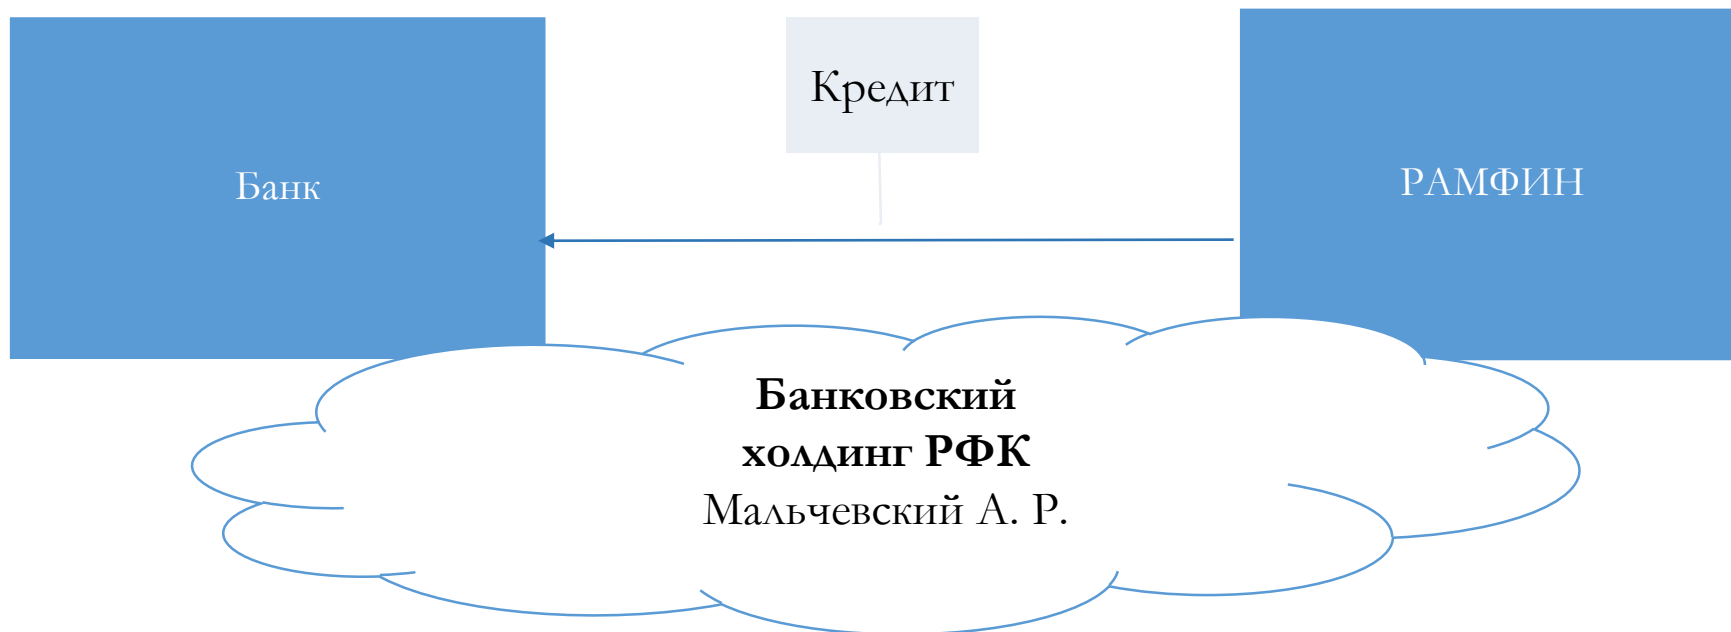 Банк
Кредит
РАМФИН
Банковский
холдинг РФК
Мальчевский А. Р.